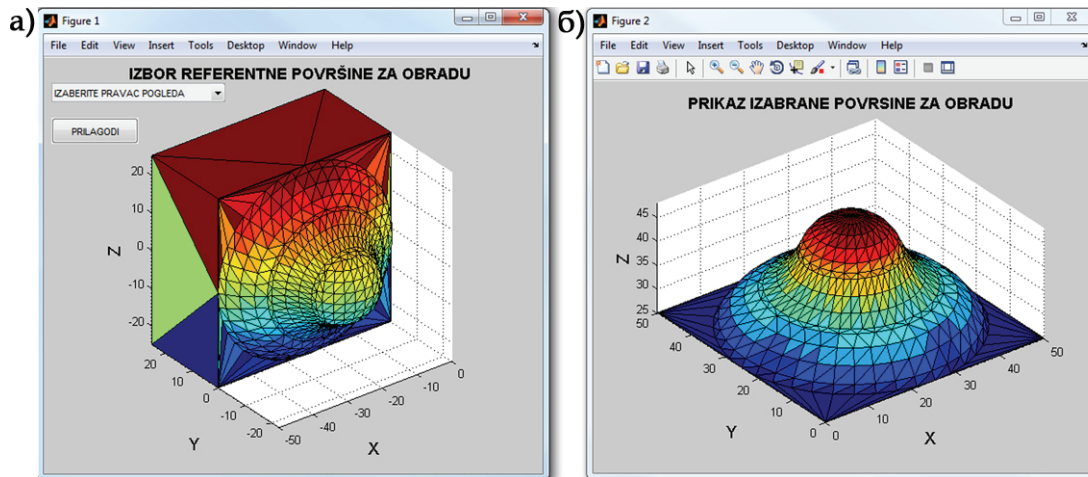 а)
Figure 1
File Edit View Insert Tools Desktop Window Help
IZBOR REFERENTNE POVRŠINE ZA OBRADU
IZABERITE PRAVAC POGLEDA
PRILAGODI
20
10
0
-10
-20
Z
20
10
0
-10
-20
Y
-50
-40
-30
-20
-10
0
X
б)
Figure 2
File Edit View Insert Tools Desktop Window Help
PRIKAZ IZABRANE POVRSINE ZA OBRADU
45
40
35
30
25
Z
50
40
30
20
10
0
Y
0
10
20
30
40
50
X